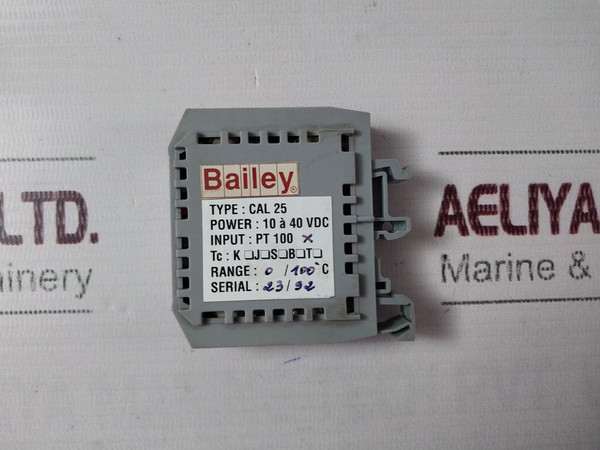 Bailey®
TYPE : CAL 25
POWER : 10 à 40 VDC
INPUT : PT 100 x
Tc : K □J□S□B□T□
RANGE : 0 /100°C
SERIAL : 23/92
LTD.
hinery
AELIYA
Marine &